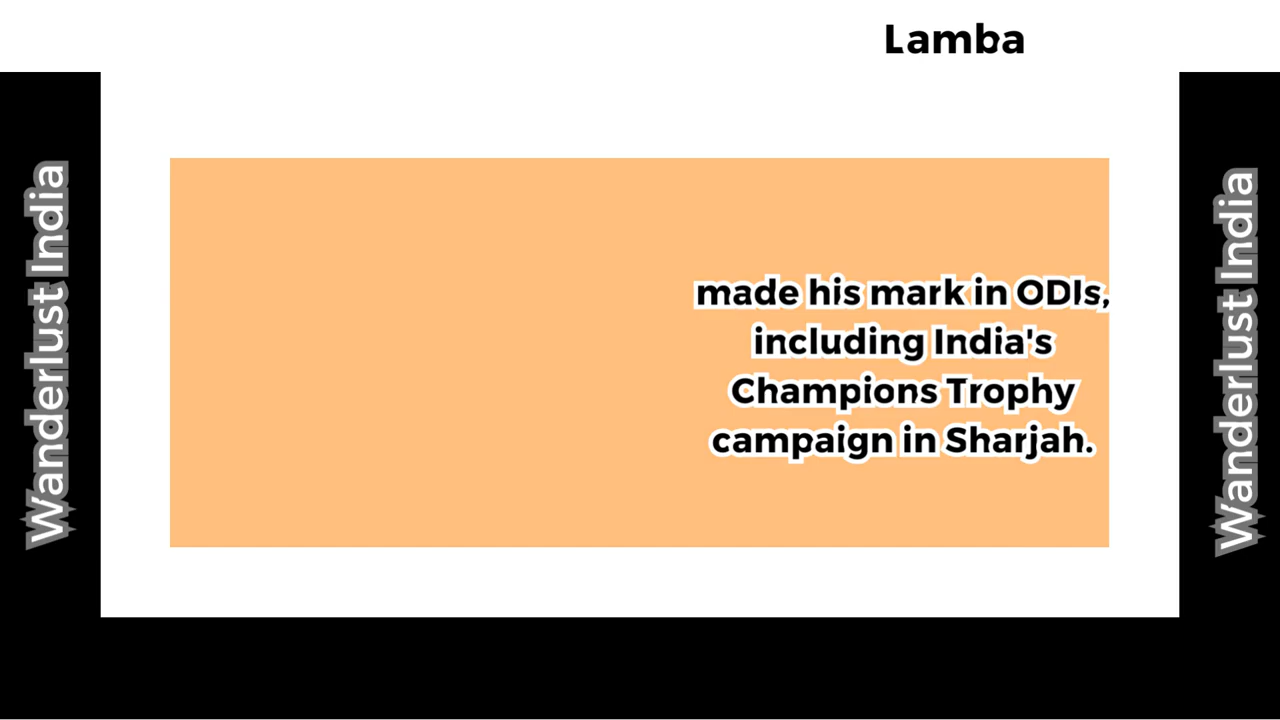 Lamba
Wanderlust India
made his mark in ODIs,
including India's
Champions Trophy
campaign in Sharjah.
Wanderlust India